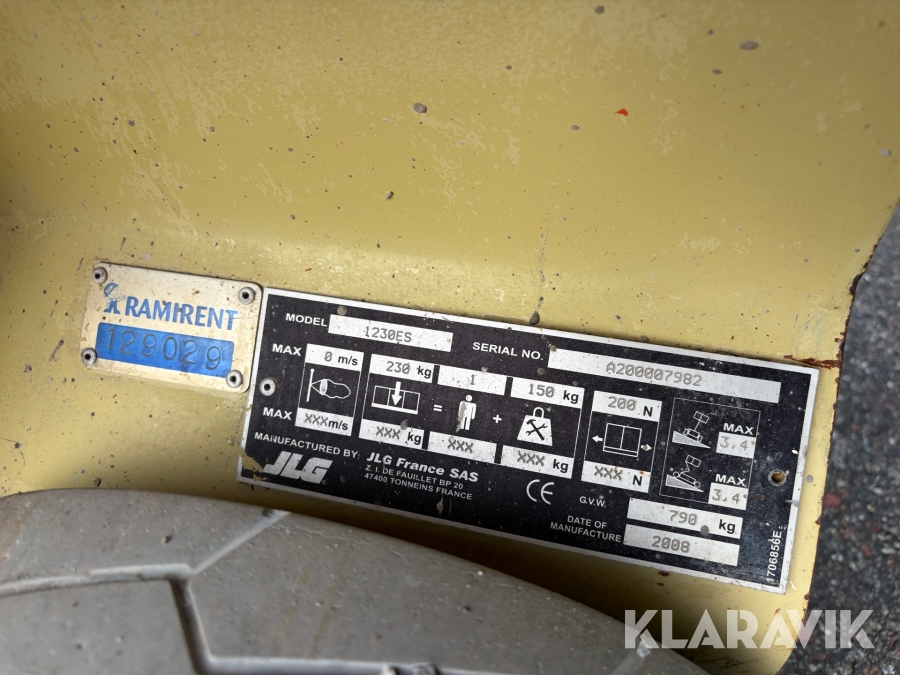 RAMIRENT
129029
MODEL 1230ES SERIAL NO. A200007982
MAX 0 m/s 230 kg = 1 + 150 kg 200 N MAX 3.4°
MAX XXX m/s XXX kg XXX XXX kg XXX N MAX 3.4°
MANUFACTURED BY: JLG France SAS
Z. I. DE FAUILLET BP 20
47400 TONNEINS FRANCE
JLG
CE
G.V.W. 790 kg
DATE OF MANUFACTURE 2008
1706856E
KLARAVIK